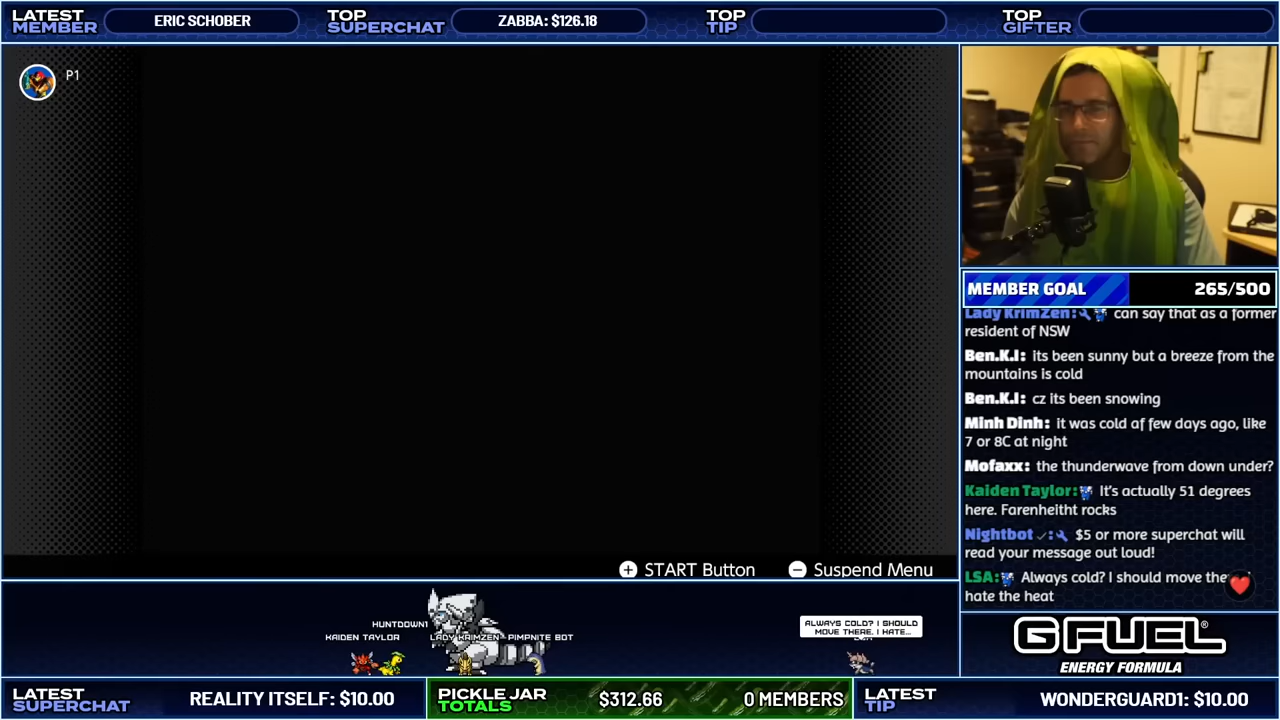 LATEST
MEMBER
ERIC SCHOBER
TOP
SUPERCHAT
ZABBA: $126.18
TOP
TIP
TOP
GIFTER
P1
START Button
Suspend Menu
MEMBER GOAL
265/500
Lady KrimZen: can say that as a former
resident of NSW
Ben.K.I: its been sunny but a breeze from the
mountains is cold
Ben.K.I: cz its been snowing
Minh Dinh: it was cold af few days ago, like
7 or 8C at night
Mofaxx: the thunderwave from down under?
Kaiden Taylor: It's actually 51 degrees
here. Farenheitht rocks
Nightbot: $5 or more superchat will
read your message out loud!
LSA: Always cold? I should move
hate the heat
HUNTDOWN1
KAIDEN TAYLOR
LADY KRIMZEN
PIMPNITE BOT
ALWAYS COLD? I SHOULD
MOVE THERE. I HATE...
G FUEL®
ENERGY FORMULA
LATEST
SUPERCHAT
REALITY ITSELF: $10.00
PICKLE JAR
TOTALS
$312.66
0 MEMBERS
LATEST
TIP
WONDERGUARD1: $10.00